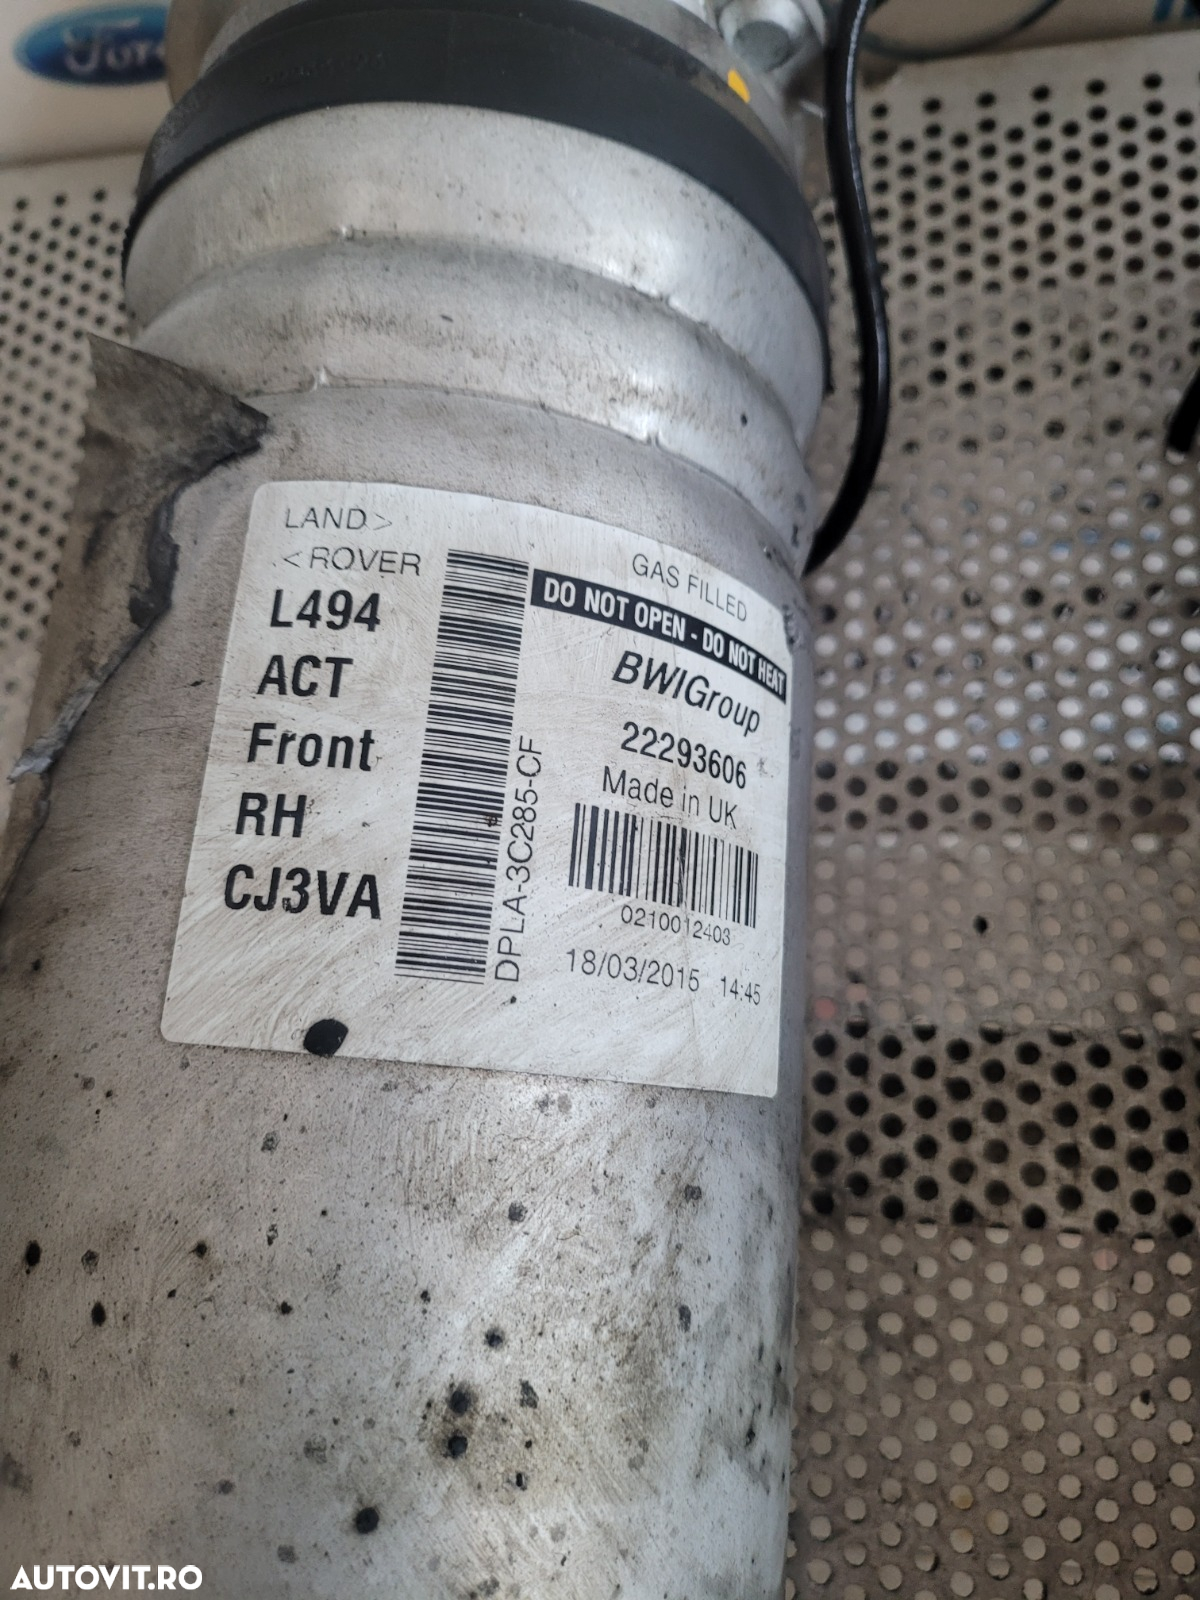 Ford
LAND>
<ROVER
L494
ACT
Front
RH
CJ3VA
DPLA-3C285-CF
GAS FILLED
DO NOT OPEN - DO NOT HEAT
BWIGroup
22293606
Made in UK
0210012403
18/03/2015 14:45
AUTOVIT.RO